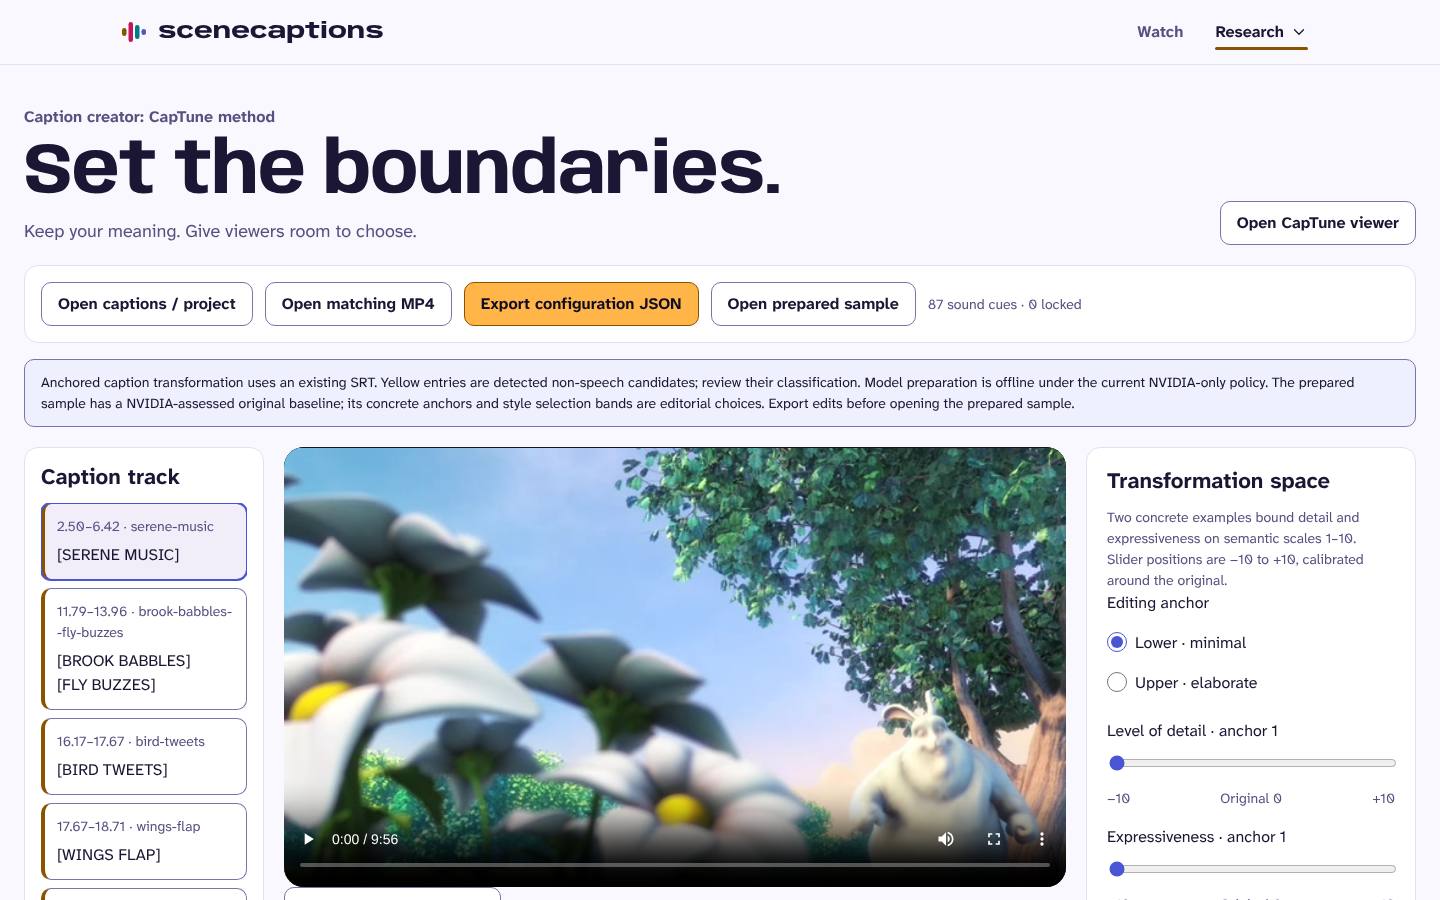 scenecaptions
Watch
Research
Caption creator: CapTune method
Set the boundaries.
Keep your meaning. Give viewers room to choose.
Open CapTune viewer
Open captions / project
Open matching MP4
Export configuration JSON
Open prepared sample
87 sound cues · 0 locked
Anchored caption transformation uses an existing SRT. Yellow entries are detected non-speech candidates; review their classification. Model preparation is offline under the current NVIDIA-only policy. The prepared
sample has a NVIDIA-assessed original baseline; its concrete anchors and style selection bands are editorial choices. Export edits before opening the prepared sample.
Caption track
2.50–6.42 · serene-music
[SERENE MUSIC]
11.79–13.96 · brook-babbles-
-fly-buzzes
[BROOK BABBLES]
[FLY BUZZES]
16.17–17.67 · bird-tweets
[BIRD TWEETS]
17.67–18.71 · wings-flap
[WINGS FLAP]
0:00 / 9:56
Transformation space
Two concrete examples bound detail and
expressiveness on semantic scales 1–10.
Slider positions are −10 to +10, calibrated
around the original.
Editing anchor
Lower · minimal
Upper · elaborate
Level of detail · anchor 1
−10
Original 0
+10
Expressiveness · anchor 1